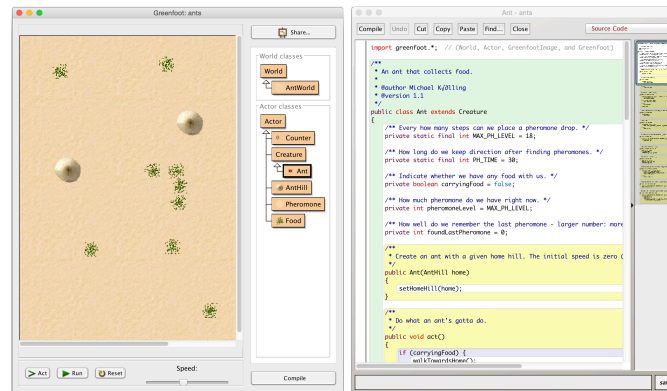 Greenfoot: ants
Share...
World classes
World
AntWorld
Actor classes
Actor
Counter
Creature
Ant
AntHill
Pheromone
Food
Act
Run
Reset
Speed:
Compile
Ant - ants
Compile Undo Cut Copy Paste Find... Close Source Code
import greenfoot.*;  // (World, Actor, GreenfootImage, and Greenfoot)
/**
 * An ant that collects food.
 *
 * @author Michael Kölling
 * @version 1.1
 */
public class Ant extends Creature
{
/** Every how many steps can we place a pheromone drop. */
private static final int MAX_PH_LEVEL = 18;
/** How long do we keep direction after finding pheromones. */
private static final int PH_TIME = 30;
/** Indicate whether we have any food with us. */
private boolean carryingFood = false;
/** How much pheromone do we have right now. */
private int pheromoneLevel = MAX_PH_LEVEL;
/** How well do we remember the last pheromone - larger number: more
private int foundLastPheromone = 0;
/**
 * Create an ant with a given home hill. The initial speed is zero (
 */
public Ant(AntHill home)
{
setHomeHill(home);
}
/**
 * Do what an ant's gotta do.
 */
public void act()
{
if (carryingFood) {
walkTowardsHome();